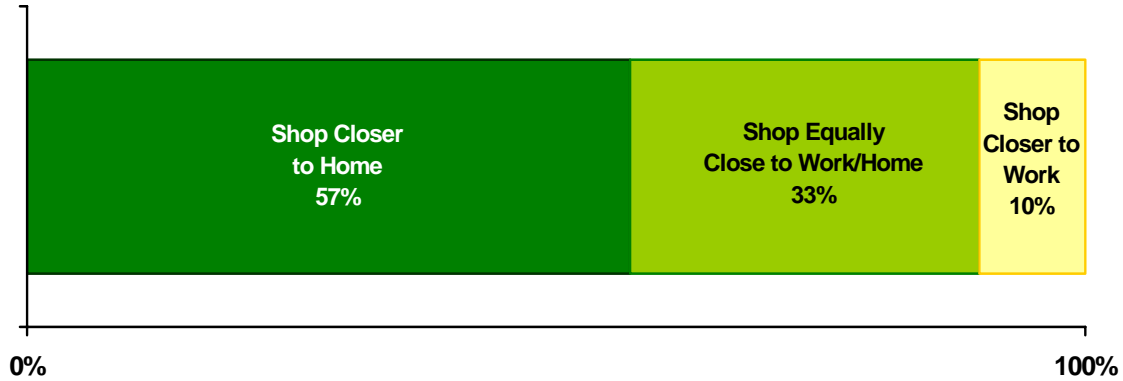 Shop Closer
to Home
57%
Shop Equally
Close to Work/Home
33%
Shop
Closer to
Work
10%
0%
100%